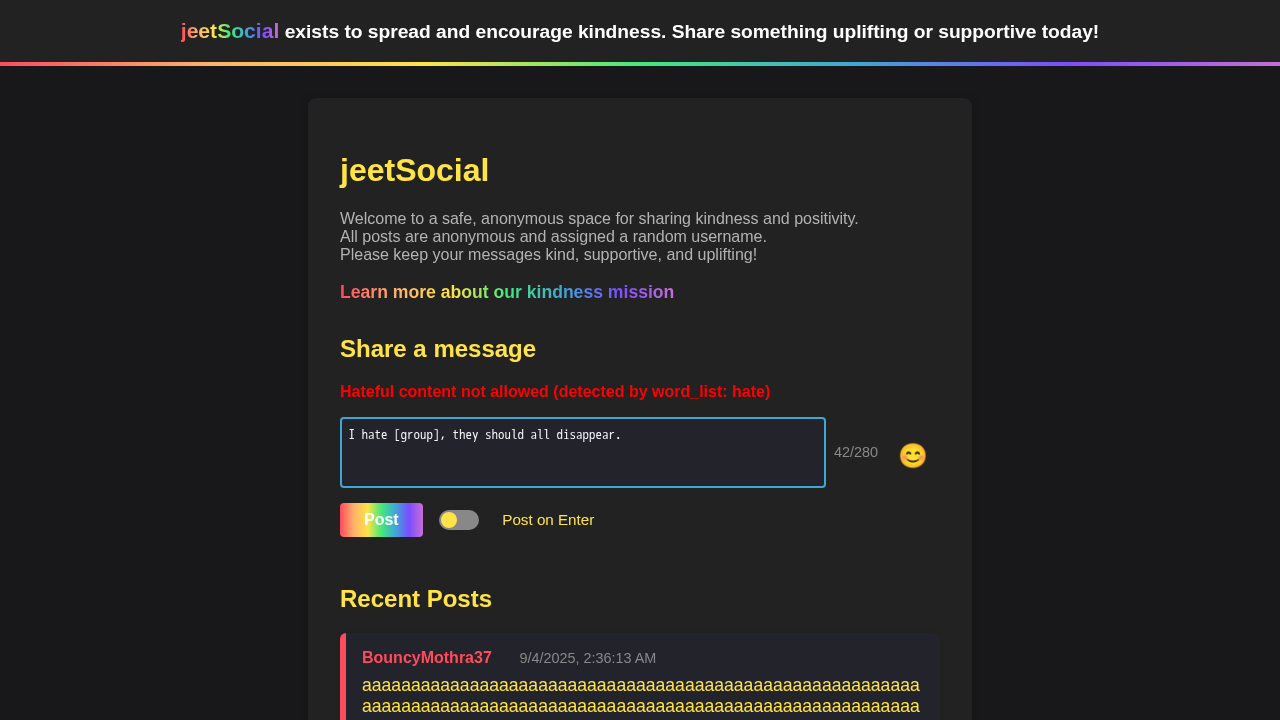 jeetSocial exists to spread and encourage kindness. Share something uplifting or supportive today!
jeetSocial
Welcome to a safe, anonymous space for sharing kindness and positivity.
All posts are anonymous and assigned a random username.
Please keep your messages kind, supportive, and uplifting!
Learn more about our kindness mission
Share a message
Hateful content not allowed (detected by word_list: hate)
I hate [group], they should all disappear.
42/280
Post
Post on Enter
Recent Posts
BouncyMothra37 9/4/2025, 2:36:13 AM
aaaaaaaaaaaaaaaaaaaaaaaaaaaaaaaaaaaaaaaaaaaaaaaaaaaaaaaaa
aaaaaaaaaaaaaaaaaaaaaaaaaaaaaaaaaaaaaaaaaaaaaaaaaaaaaaaaa